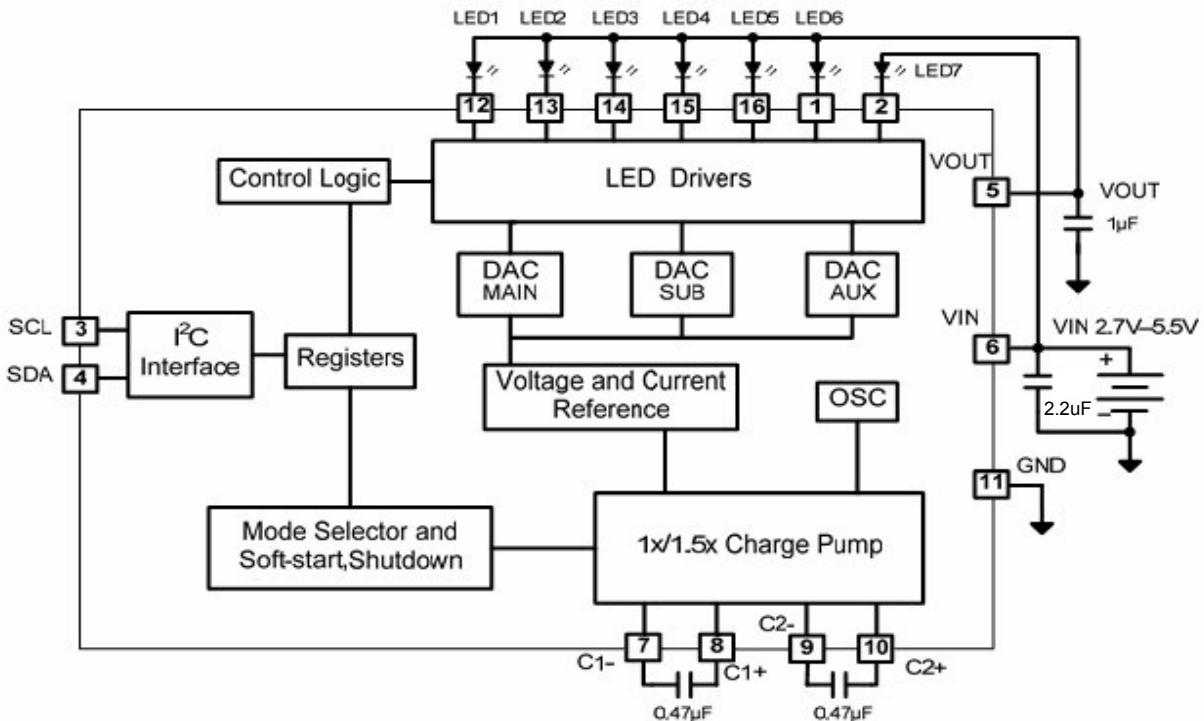 LED1 LED2 LED3 LED4 LED5 LED6
LED7
12 13 14 15 16 1 2
Control Logic
LED Drivers
VOUT
5
VOUT
1µF
DAC
MAIN
DAC
SUB
DAC
AUX
SCL 3
SDA 4
I²C
Interface
Registers
VIN
6
VIN 2.7V–5.5V
+
2.2uF
–
Voltage and Current
Reference
OSC
GND
11
Mode Selector and
Soft-start,Shutdown
1x/1.5x Charge Pump
C1- 7 8 C1+
C2- 9 10 C2+
0.47µF 0.47µF